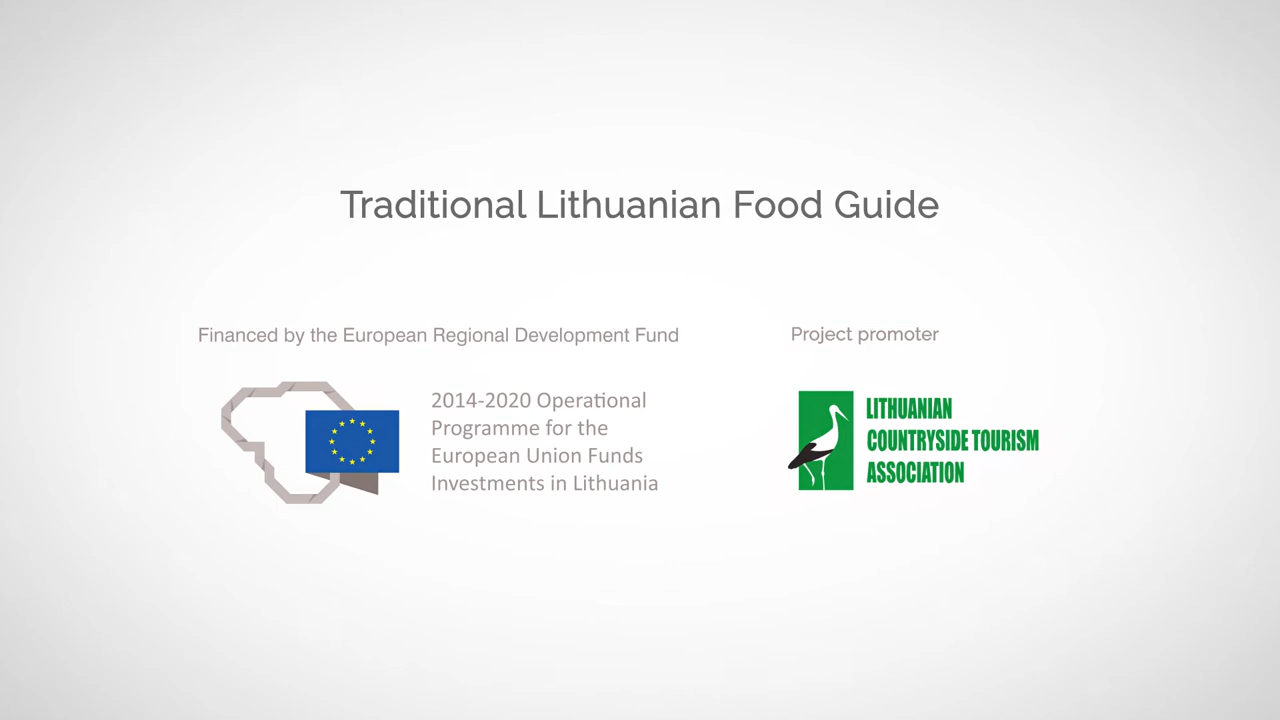 Traditional Lithuanian Food Guide
Financed by the European Regional Development Fund
2014-2020 Operational
Programme for the
European Union Funds
Investments in Lithuania
Project promoter
LITHUANIAN
COUNTRYSIDE TOURISM
ASSOCIATION